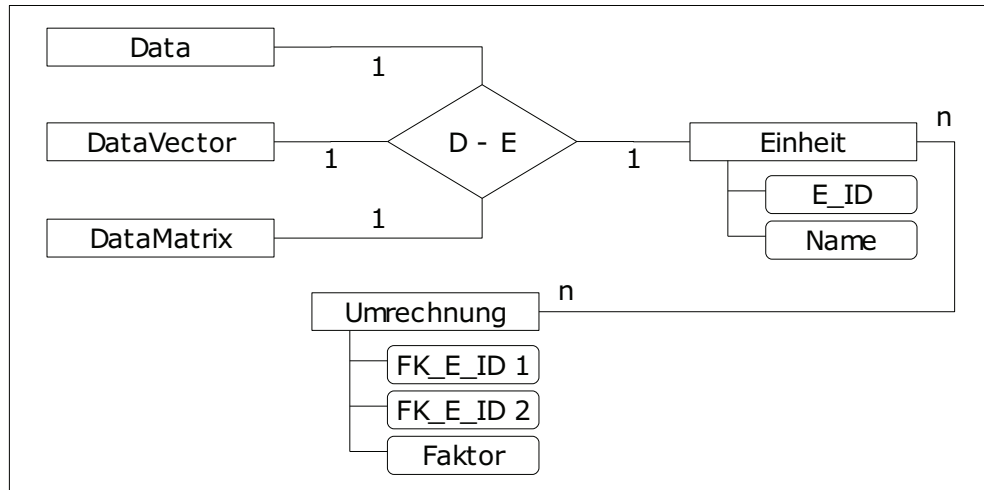 Data
1
DataVector
1
D - E
1
Einheit
n
E_ID
Name
DataMatrix
1
Umrechnung
n
FK_E_ID 1
FK_E_ID 2
Faktor